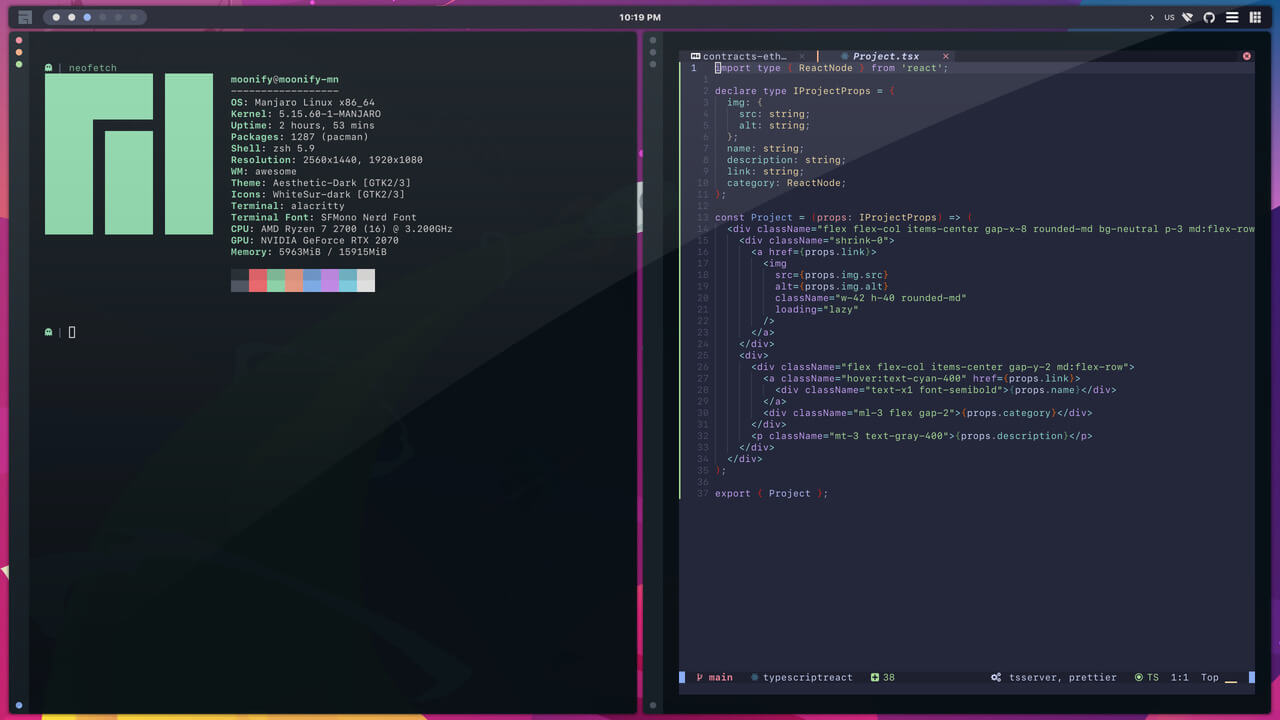 10:19 PM
US
| neofetch
moonify@moonify-mn
------------------
OS: Manjaro Linux x86_64
Kernel: 5.15.60-1-MANJARO
Uptime: 2 hours, 53 mins
Packages: 1287 (pacman)
Shell: zsh 5.9
Resolution: 2560x1440, 1920x1080
WM: awesome
Theme: Aesthetic-Dark [GTK2/3]
Icons: WhiteSur-dark [GTK2/3]
Terminal: alacritty
Terminal Font: SFMono Nerd Font
CPU: AMD Ryzen 7 2700 (16) @ 3.200GHz
GPU: NVIDIA GeForce RTX 2070
Memory: 5963MiB / 15915MiB
|
contracts-eth… × Project.tsx ×
1 import type { ReactNode } from 'react';
1
2 declare type IProjectProps = {
3 img: {
4 src: string;
5 alt: string;
6 };
7 name: string;
8 description: string;
9 link: string;
10 category: ReactNode;
11 };
12
13 const Project = (props: IProjectProps) => (
14 <div className="flex flex-col items-center gap-x-8 rounded-md bg-neutral p-3 md:flex-row
15 <div className="shrink-0">
16 <a href={props.link}>
17 <img
18 src={props.img.src}
19 alt={props.img.alt}
20 className="w-42 h-40 rounded-md"
21 loading="lazy"
22 />
23 </a>
24 </div>
25 <div>
26 <div className="flex flex-col items-center gap-y-2 md:flex-row">
27 <a className="hover:text-cyan-400" href={props.link}>
28 <div className="text-x1 font-semibold">{props.name}</div>
29 </a>
30 <div className="ml-3 flex gap-2">{props.category}</div>
31 </div>
32 <p className="mt-3 text-gray-400">{props.description}</p>
33 </div>
34 </div>
35 );
36
37 export { Project };
main typescriptreact 38 tsserver, prettier TS 1:1 Top